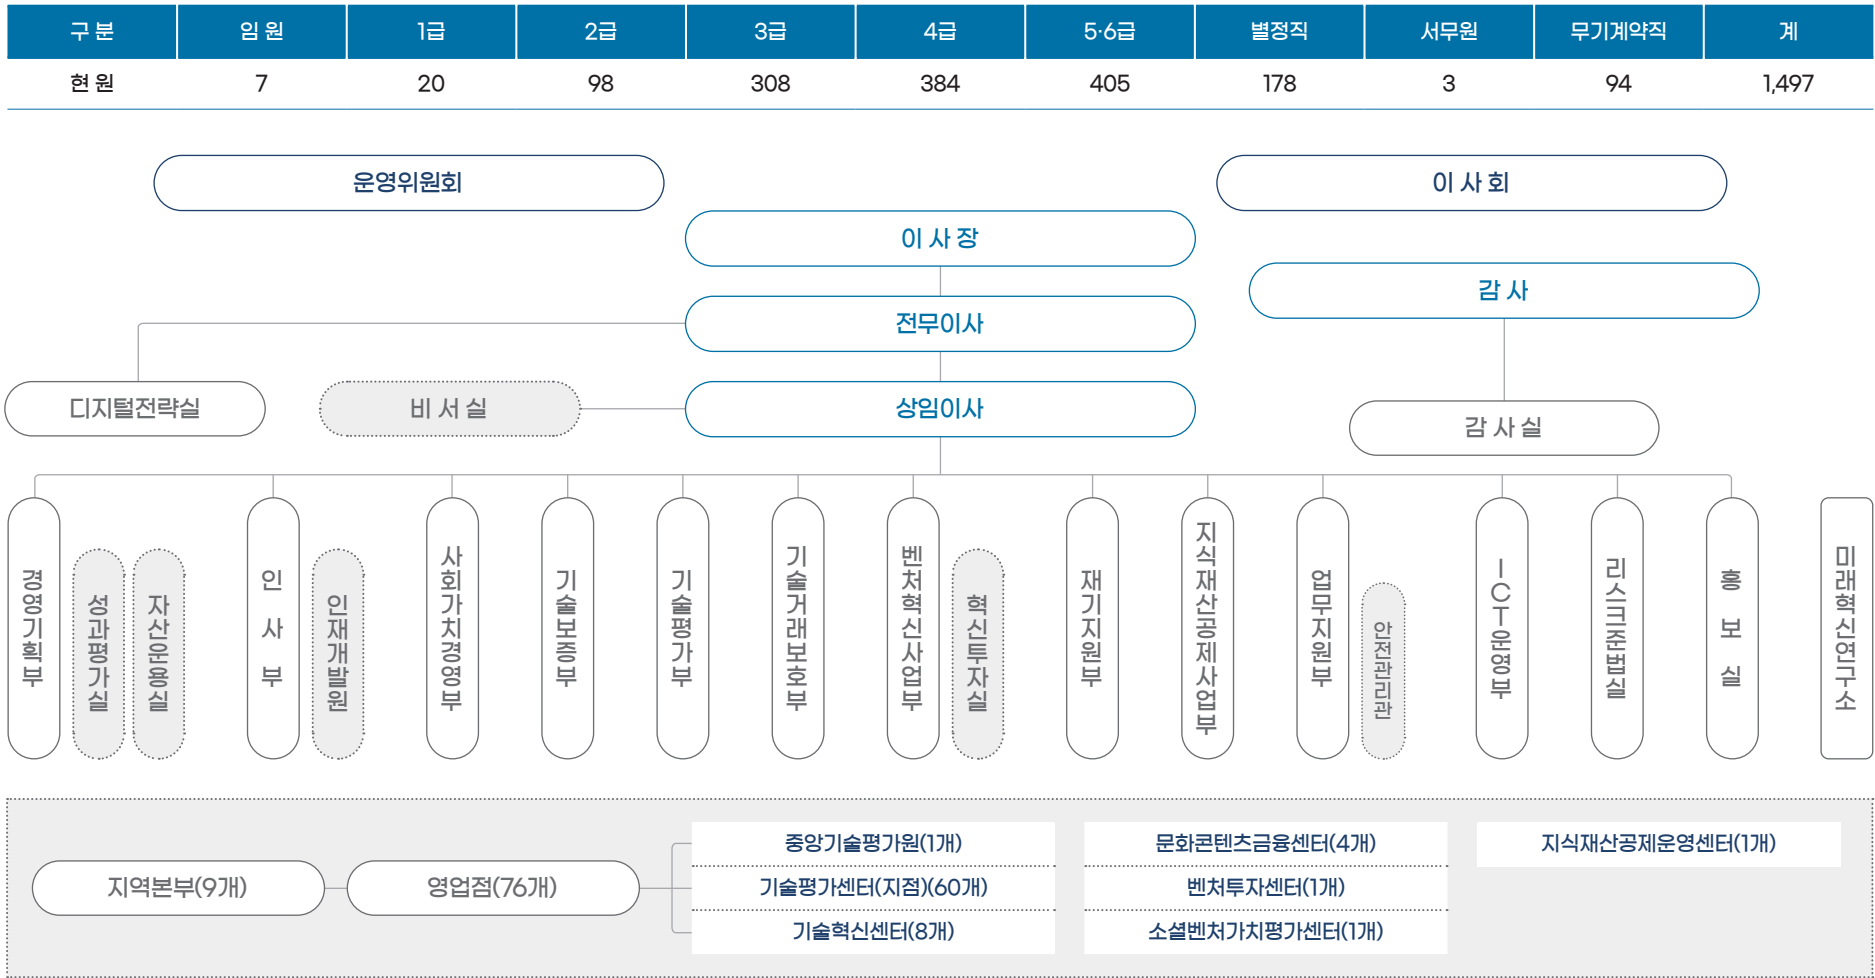 구 분 임 원 1급 2급 3급 4급 5·6급 별정직 서무원 무기계약직 계
현 원 7 20 98 308 384 405 178 3 94 1,497
운영위원회
이 사 회
이 사 장
감 사
전무이사
디지털전략실
비 서 실
상임이사
감 사 실
경영기획부
성과평가실
자산운용실
인 사 부
인재개발원
사회가치경영부
기술보증부
기술평가부
기술거래보호부
벤처혁신사업부
혁신투자실
재기지원부
지식재산공제사업부
업무지원부
안전관리관
ICT운영부
리스크준법실
홍 보 실
미래혁신연구소
지역본부(9개)
영업점(76개)
중앙기술평가원(1개)
기술평가센터(지점)(60개)
기술혁신센터(8개)
문화콘텐츠금융센터(4개)
벤처투자센터(1개)
소셜벤처가치평가센터(1개)
지식재산공제운영센터(1개)